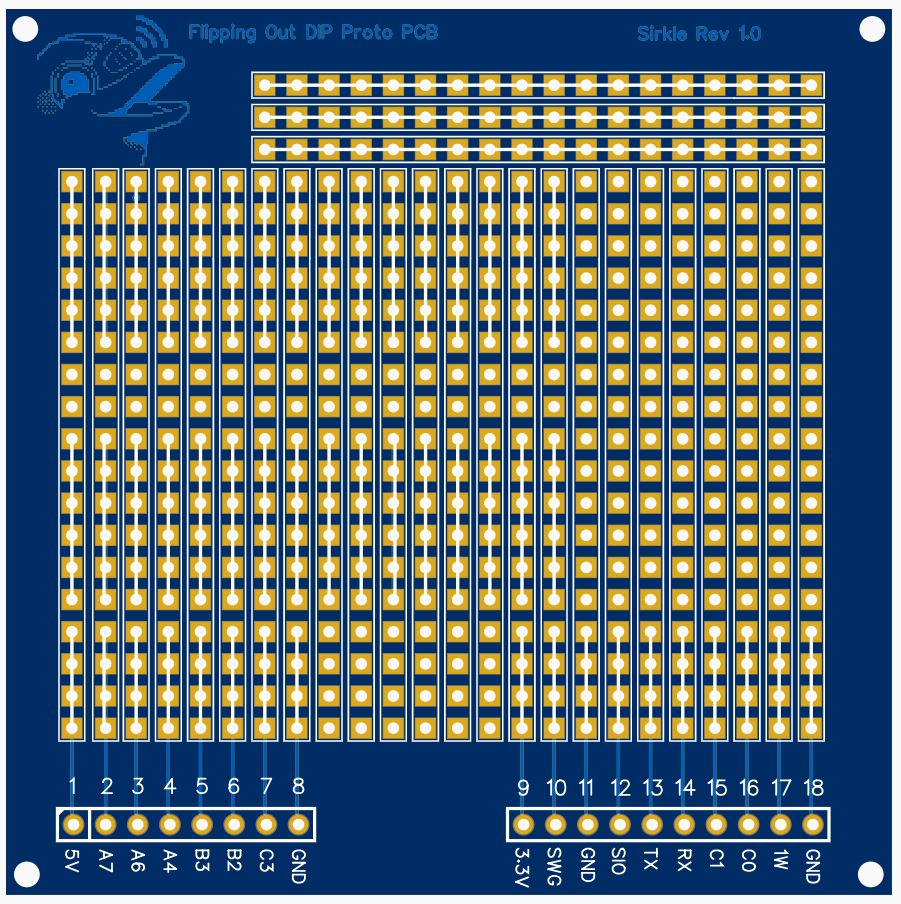 Flipping Out DIP Proto PCB
Sirkle Rev 1.0
1 2 3 4 5 6 7 8 9 10 11 12 13 14 15 16 17 18
5V A7 A6 A4 B3 B2 C3 GND 3.3V SWG GND SIO TX RX C1 C0 1W GND